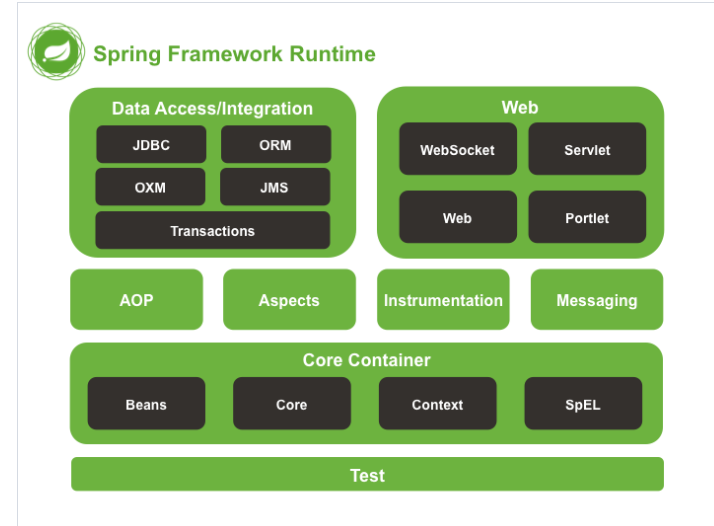 Spring Framework Runtime
Data Access/Integration
JDBC
ORM
OXM
JMS
Transactions
Web
WebSocket
Servlet
Web
Portlet
AOP
Aspects
Instrumentation
Messaging
Core Container
Beans
Core
Context
SpEL
Test